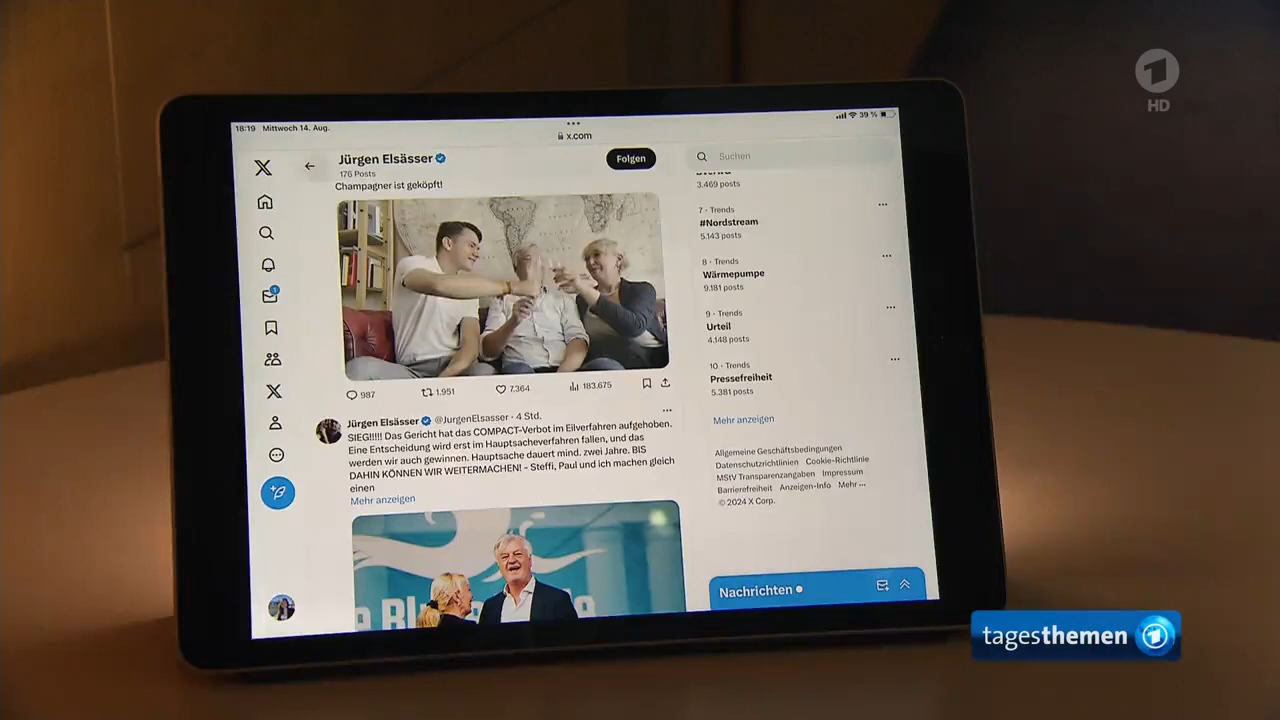 18:19 Mittwoch 14. Aug.
39 %
x.com
Jürgen Elsässer
176 Posts
Folgen
Champagner ist geköpft!
987
1.951
7.364
183.675
Jürgen Elsässer @JurgenElsasser · 4 Std.
SIEG!!!!! Das Gericht hat das COMPACT-Verbot im Eilverfahren aufgehoben.
Eine Entscheidung wird erst im Hauptsacheverfahren fallen, und das
werden wir auch gewinnen. Hauptsache dauert mind. zwei Jahre. BIS
DAHIN KÖNNEN WIR WEITERMACHEN! - Steffi, Paul und ich machen gleich
einen
Mehr anzeigen
Suchen
3.469 posts
7 · Trends
#Nordstream
5.143 posts
8 · Trends
Wärmepumpe
9.181 posts
9 · Trends
Urteil
4.148 posts
10 · Trends
Pressefreiheit
5.381 posts
Mehr anzeigen
Allgemeine Geschäftsbedingungen
Datenschutzrichtlinien Cookie-Richtlinie
MStV Transparenzangaben Impressum
Barrierefreiheit Anzeigen-Info Mehr ...
© 2024 X Corp.
Nachrichten
1
HD
tagesthemen